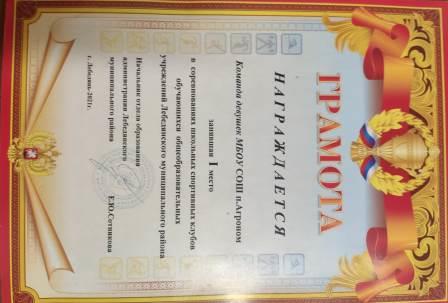 ГРАМОТА
НАГРАЖДАЕТСЯ
Команда девушек МБОУ СОШ п.Агроном
занявшая I место
в соревнованиях школьных спортивных клубов
обучающихся общеобразовательных
учреждений Лебедянского муниципального района
Начальник отдела образования
администрации Лебедянского
муниципального района Е.Ю.Сотникова
г. Лебедянь-2021г.